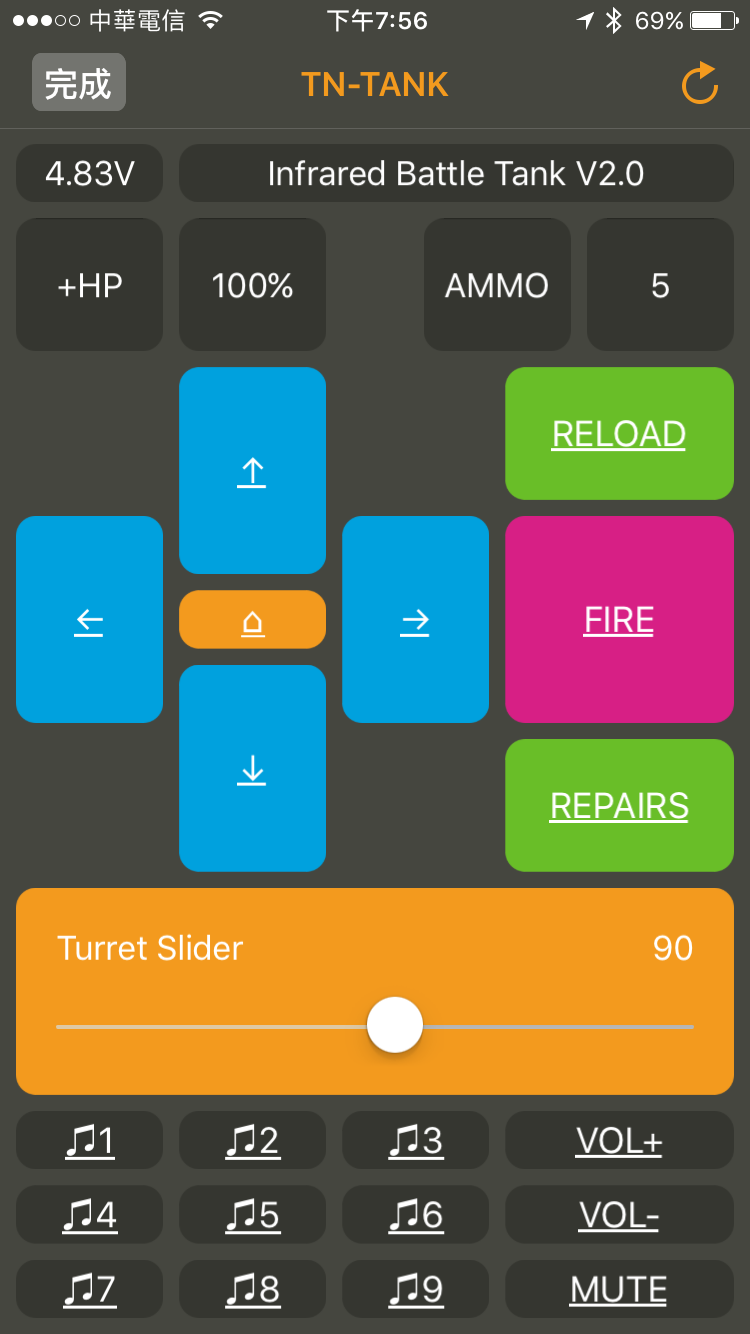 中華電信 下午7:56 69%
完成 TN-TANK
4.83V Infrared Battle Tank V2.0
+HP 100% AMMO 5
↑ RELOAD
← ⌂ → FIRE
↓ REPAIRS
Turret Slider 90
♫1 ♫2 ♫3 VOL+
♫4 ♫5 ♫6 VOL-
♫7 ♫8 ♫9 MUTE